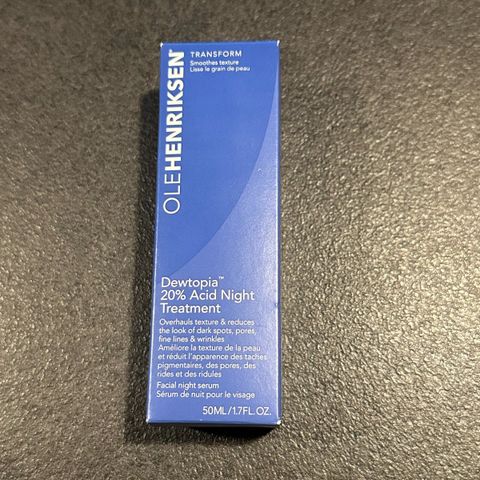 OLEHENRIKSEN®
TRANSFORM
Smoothes texture
Lisse le grain de peau
Dewtopia™
20% Acid Night
Treatment
Overhauls texture & reduces
the look of dark spots, pores,
fine lines & wrinkles
Améliore la texture de la peau
et réduit l'apparence des taches
pigmentaires, des pores, des
rides et des ridules
Facial night serum
Sérum de nuit pour le visage
50ML/1.7FL.OZ.